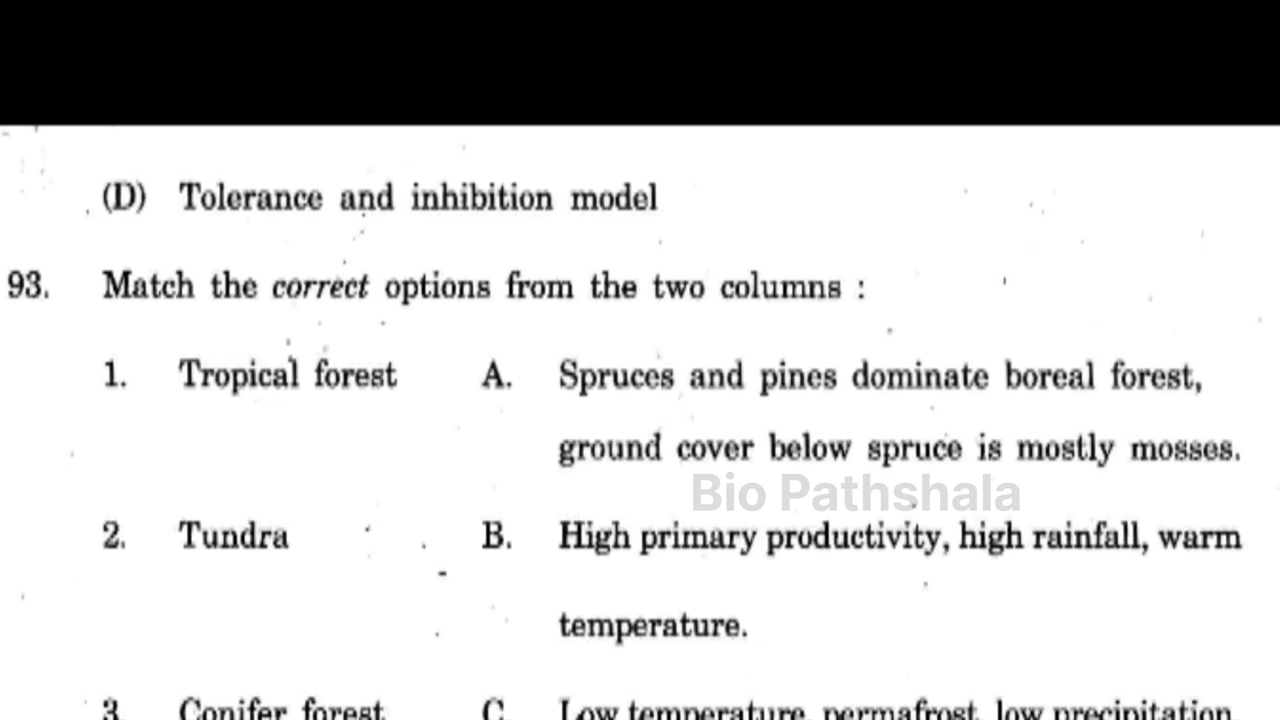 (D) Tolerance and inhibition model
93. Match the correct options from the two columns :
1. Tropical forest A. Spruces and pines dominate boreal forest,
ground cover below spruce is mostly mosses.
Bio Pathshala
2. Tundra B. High primary productivity, high rainfall, warm
temperature.
3. Conifer forest C. Low temperature, permafrost, low precipitation,